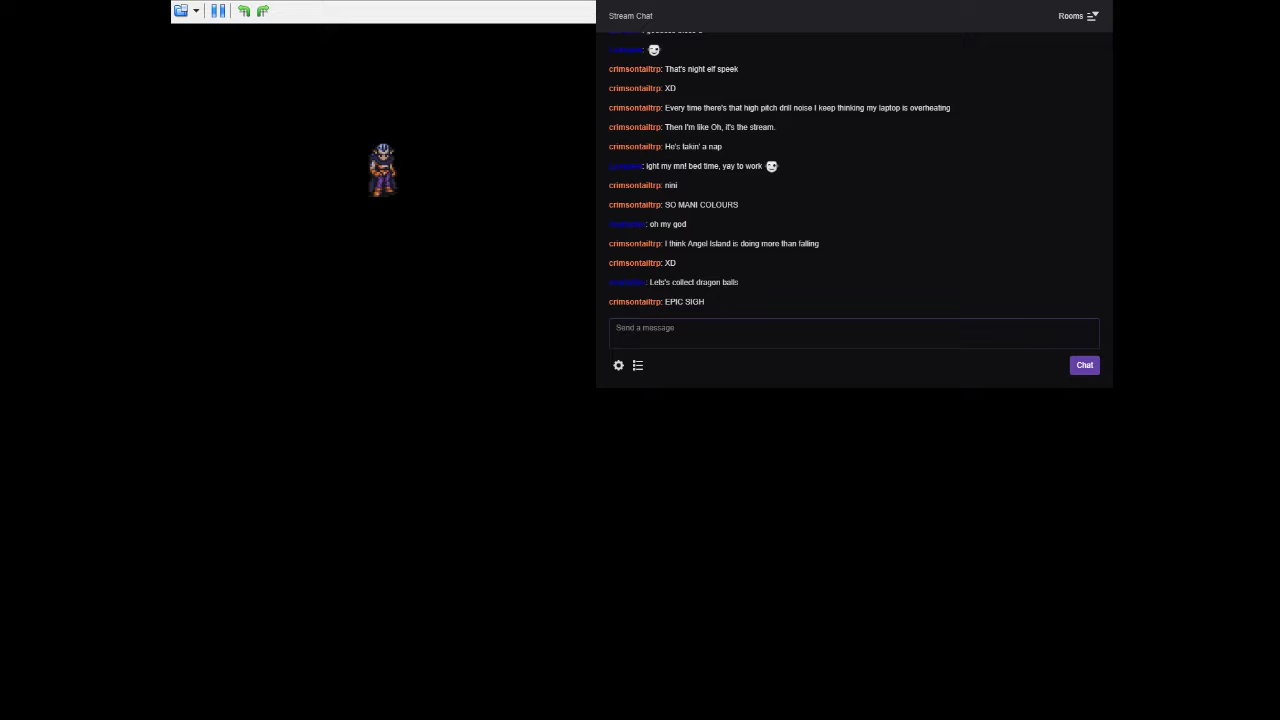 Stream Chat
Rooms
crimsontailtrp: That's night elf speek
crimsontailtrp: XD
crimsontailtrp: Every time there's that high pitch drill noise I keep thinking my laptop is overheating
crimsontailtrp: Then I'm like Oh, it's the stream.
crimsontailtrp: He's takin' a nap
: ight my mn! bed time, yay to work
crimsontailtrp: nini
crimsontailtrp: SO MANI COLOURS
: oh my god
crimsontailtrp: I think Angel Island is doing more than falling
crimsontailtrp: XD
: Lets's collect dragon balls
crimsontailtrp: EPIC SIGH
Send a message
Chat